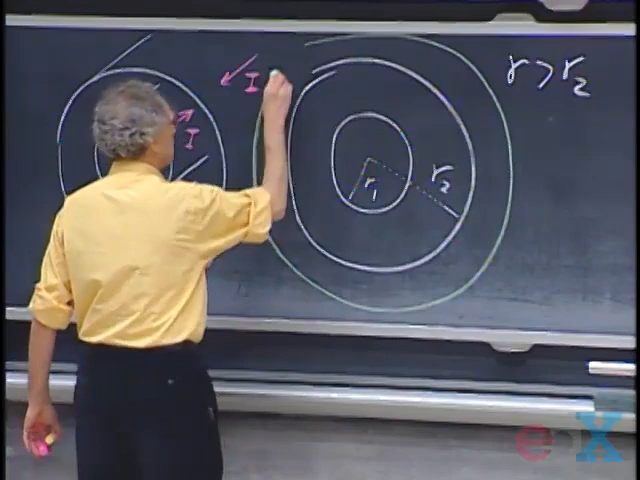 I
I
r > r₂
r₁
r₂
edX